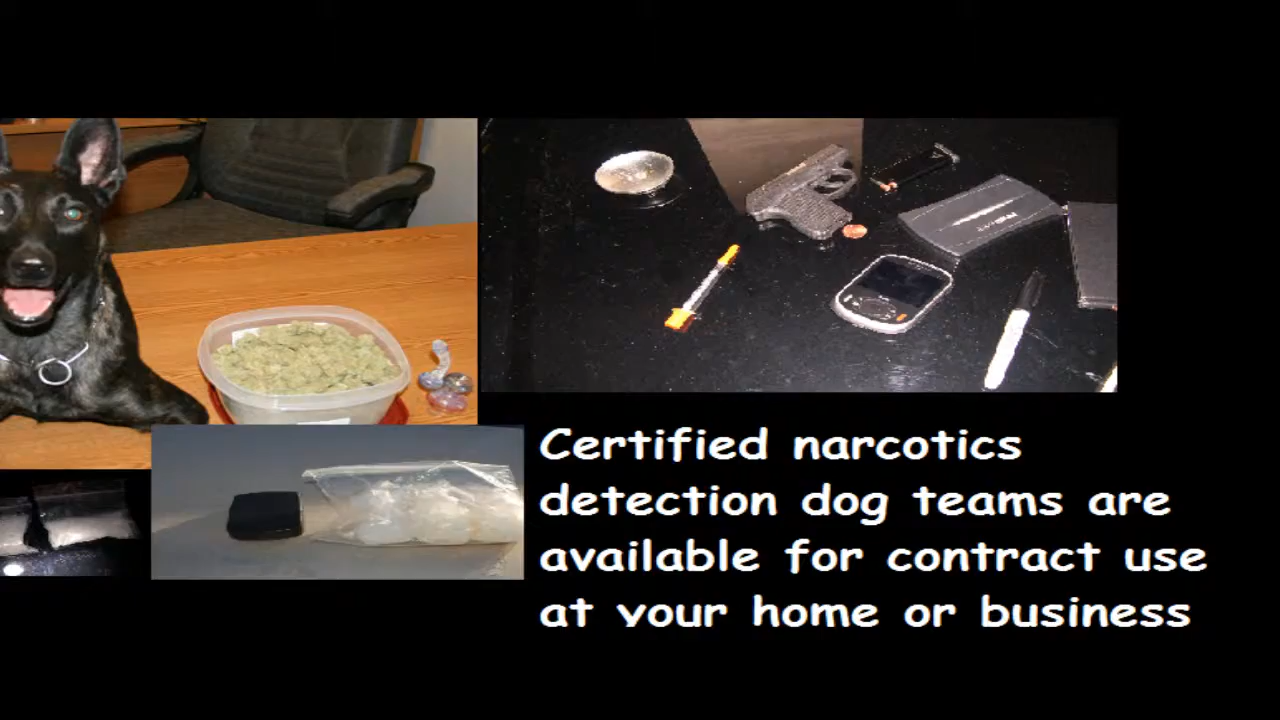 Certified narcotics
detection dog teams are
available for contract use
at your home or business